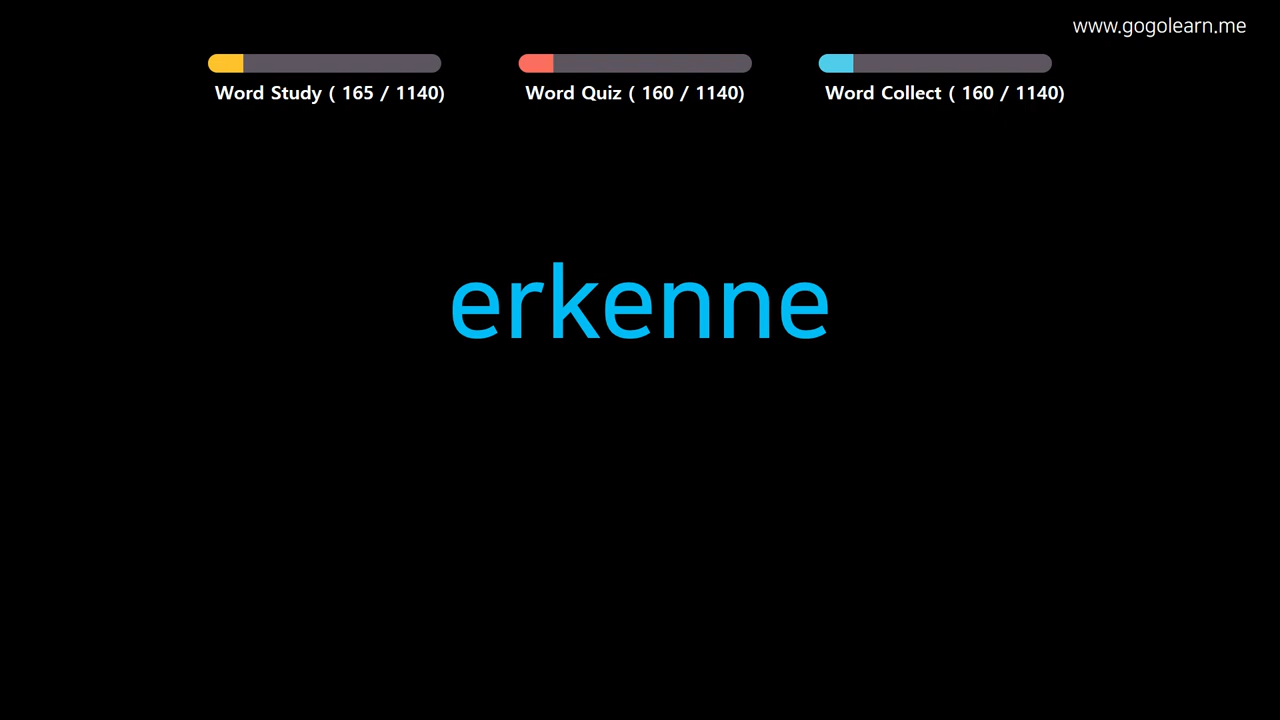 www.gogolearn.me
Word Study ( 165 / 1140)
Word Quiz ( 160 / 1140)
Word Collect ( 160 / 1140)
erkenne